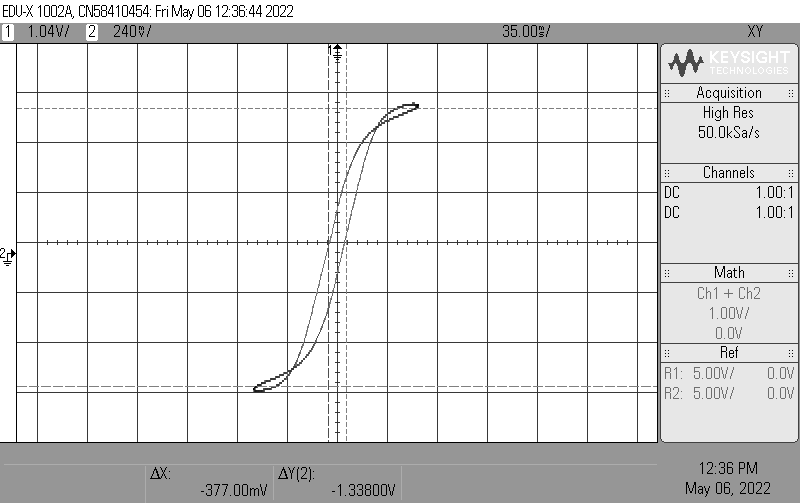 EDU-X 1002A, CN58410454: Fri May 06 12:36:44 2022
1 1.04V/ 2 240mV/ 35.00ms/ XY
KEYSIGHT
TECHNOLOGIES
Acquisition
High Res
50.0kSa/s
Channels
DC 1.00:1
DC 1.00:1
Math
Ch1 + Ch2
1.00V/
0.0V
Ref
R1: 5.00V/ 0.0V
R2: 5.00V/ 0.0V
2
ΔX:
-377.00mV
ΔY(2):
-1.33800V
12:36 PM
May 06, 2022